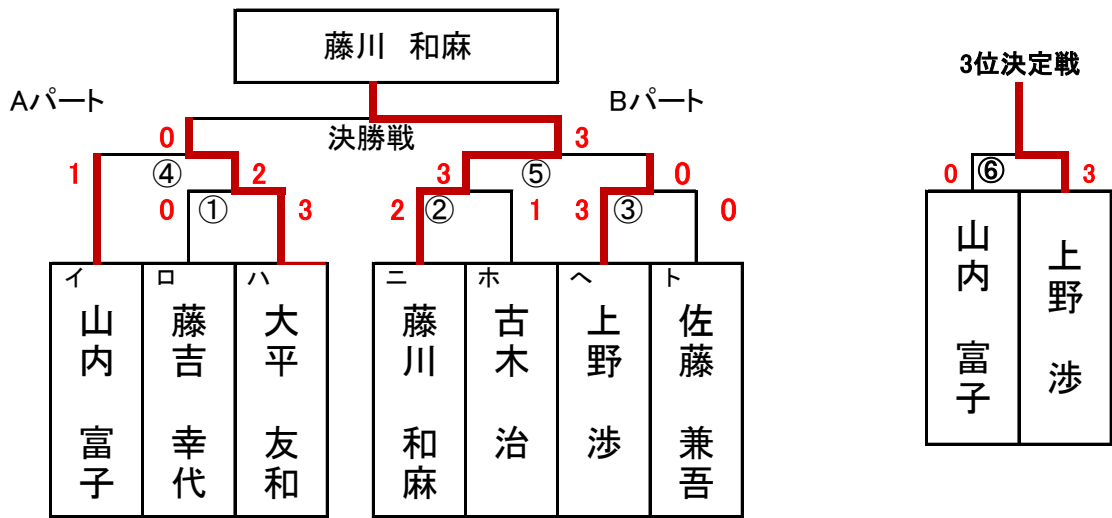 藤川 和麻
3位決定戦
Aパート
Bパート
0
決勝戦
3
1
④
2
3
⑤
0
0
⑥
3
0
①
3
2
②
1
3
③
0
イ
ロ
ハ
ニ
ホ
ヘ
ト
山内 富子
藤吉 幸代
大平 友和
藤川 和麻
古木 治
上野 渉
佐藤 兼吾
山内 富子
上野 渉